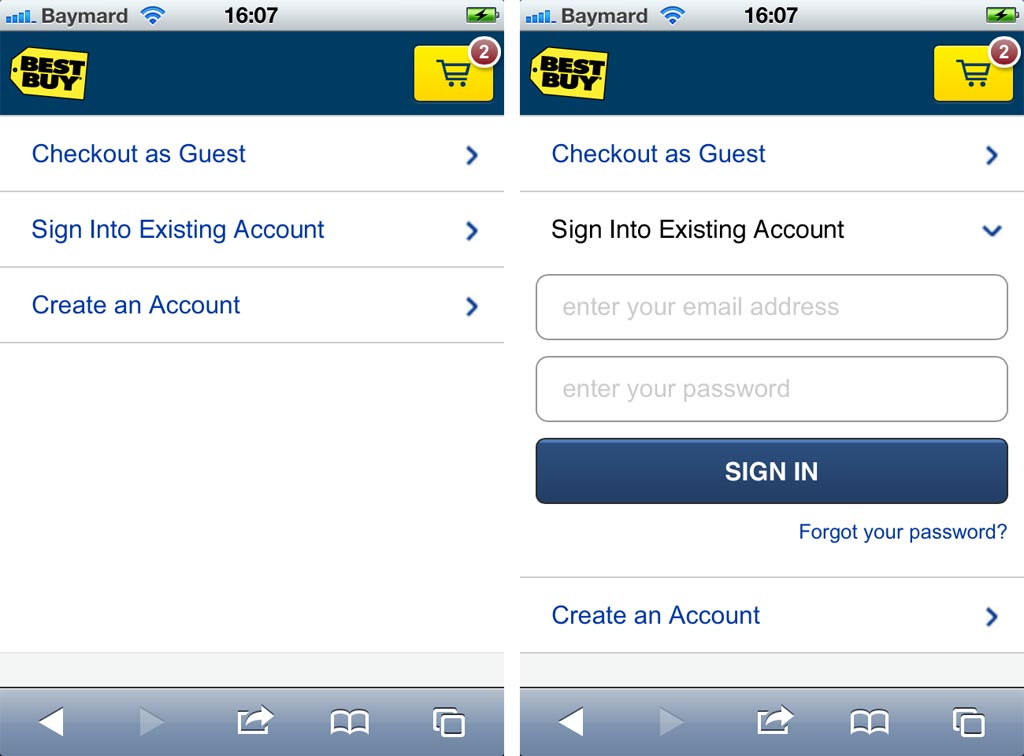 Baymard 16:07
BEST
BUY
2
Checkout as Guest
Sign Into Existing Account
Create an Account
Baymard 16:07
BEST
BUY
2
Checkout as Guest
Sign Into Existing Account
enter your email address
enter your password
SIGN IN
Forgot your password?
Create an Account